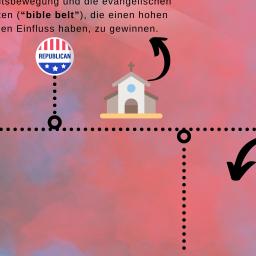 tsbewegung und die evangelischen
ten ("bible belt"), die einen hohen
en Einfluss haben, zu gewinnen.
REPUBLICAN